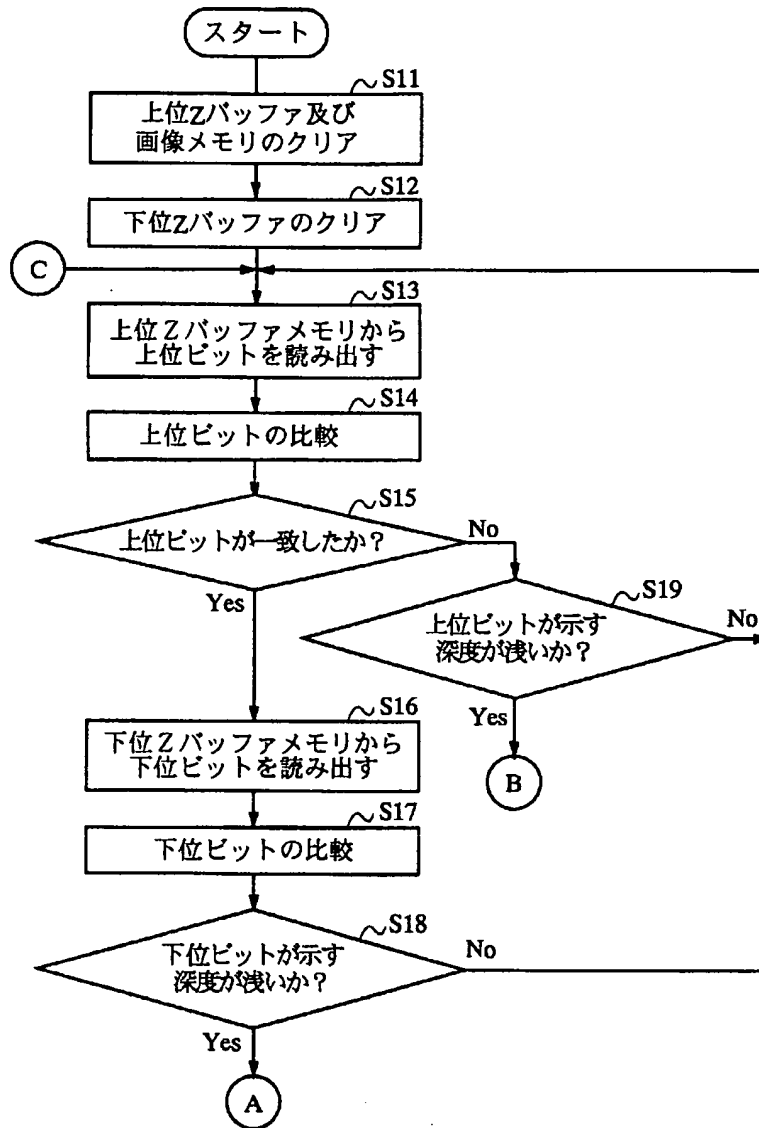 スタート
S11
上位Zバッファ及び
画像メモリのクリア
S12
下位Zバッファのクリア
C
S13
上位Zバッファメモリから
上位ビットを読み出す
S14
上位ビットの比較
S15
上位ビットが一致したか？
No
Yes
S19
上位ビットが示す
深度が浅いか？
No
Yes
B
S16
下位Zバッファメモリから
下位ビットを読み出す
S17
下位ビットの比較
S18
下位ビットが示す
深度が浅いか？
No
Yes
A